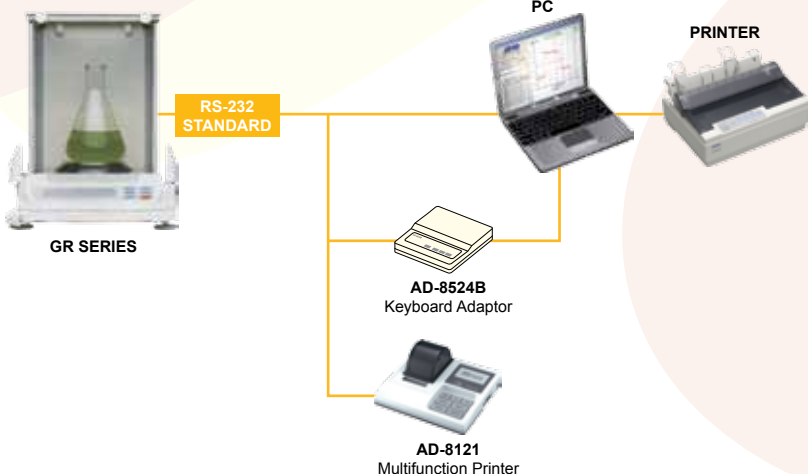 PC
PRINTER
RS-232
STANDARD
GR SERIES
AD-8524B
Keyboard Adaptor
AD-8121
Multifunction Printer